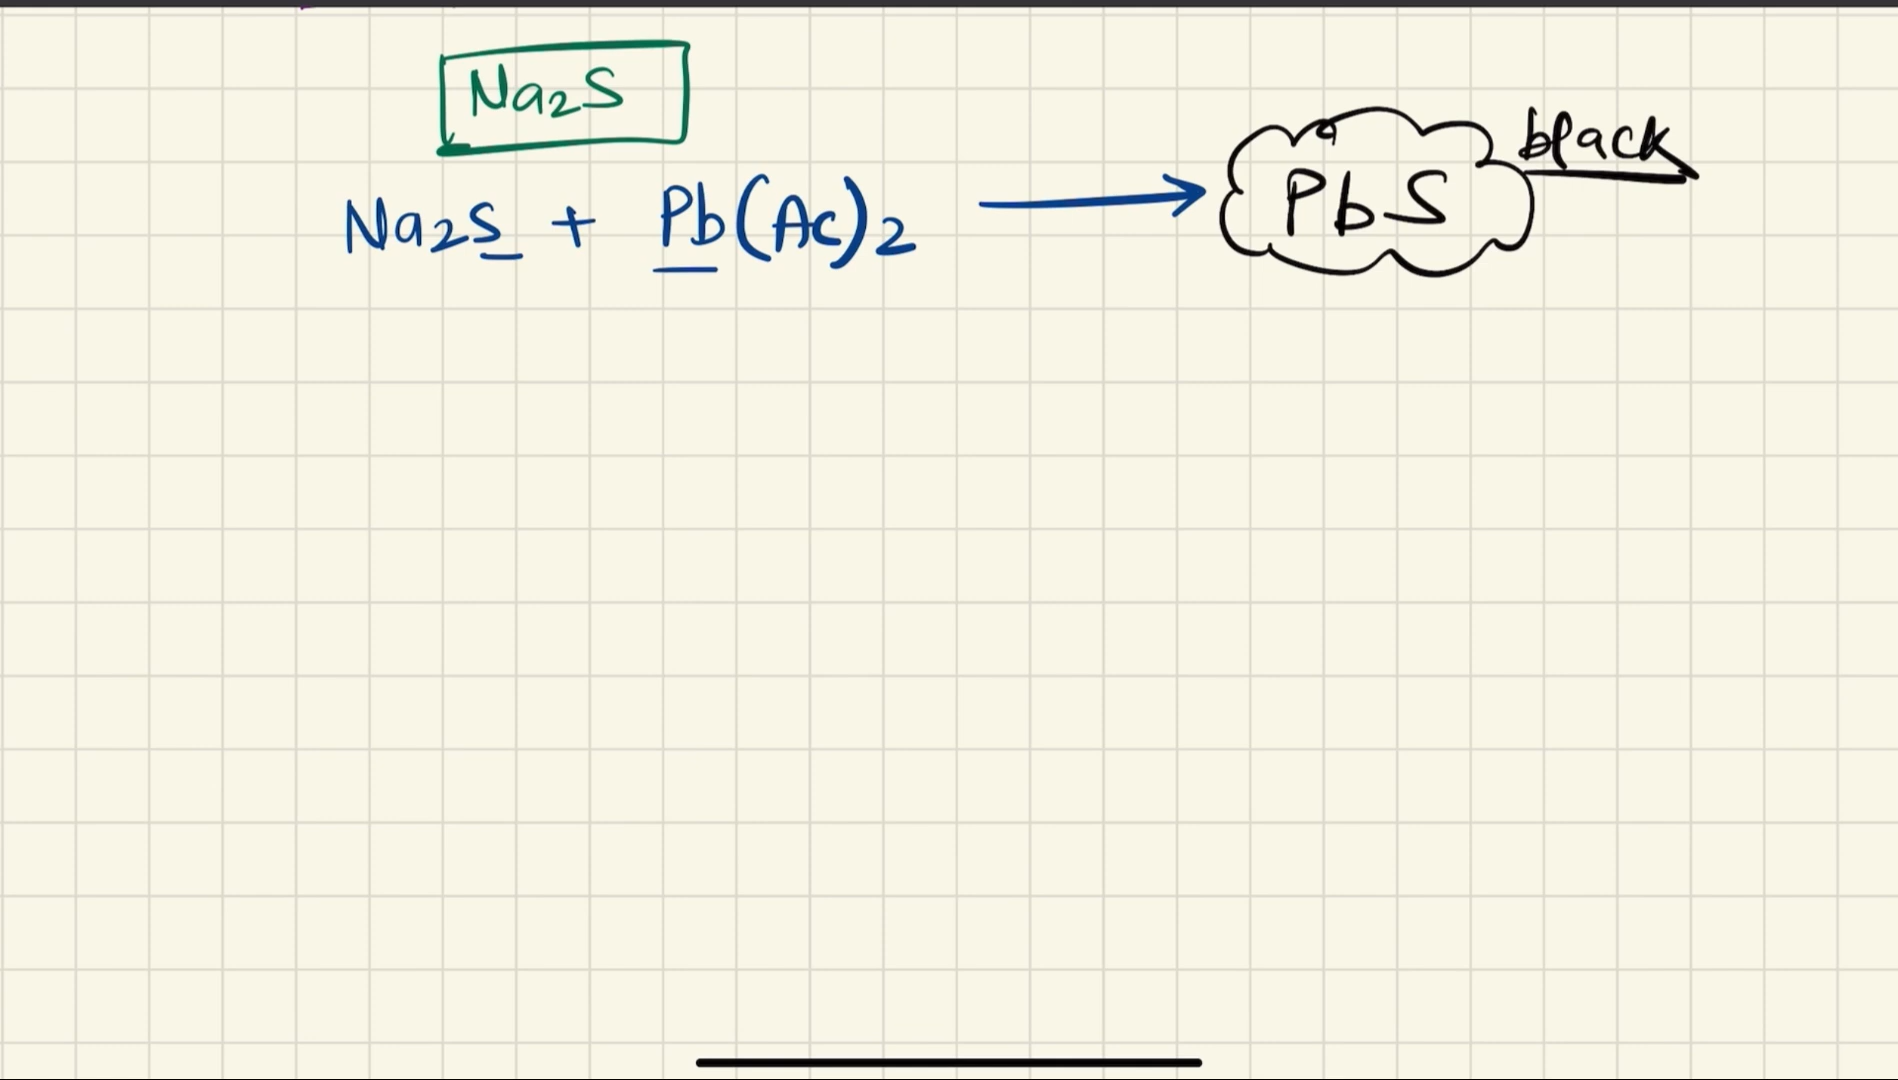 Na2S
Na2S + Pb(Ac)2 → PbS black